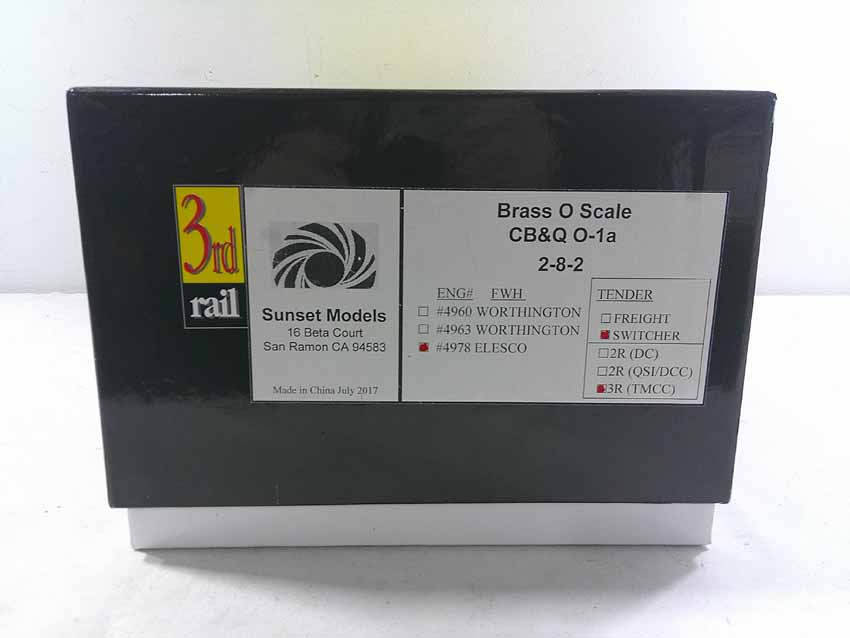 3rd
rail
Sunset Models
16 Beta Court
San Ramon CA 94583
Made in China July 2017
Brass O Scale
CB&Q O-1a
2-8-2
ENG# FWH
#4960 WORTHINGTON
#4963 WORTHINGTON
#4978 ELESCO
TENDER
FREIGHT
SWITCHER
2R (DC)
2R (QSI/DCC)
3R (TMCC)